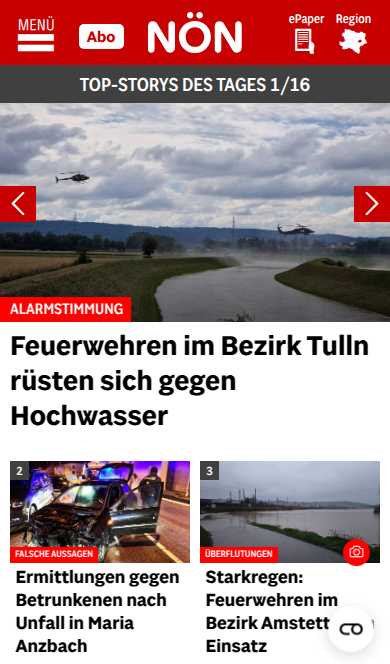 MENÜ
Abo
NÖN
ePaper
Region
TOP-STORYS DES TAGES 1/16
ALARMSTIMMUNG
Feuerwehren im Bezirk Tulln
rüsten sich gegen
Hochwasser
2
FALSCHE AUSSAGEN
Ermittlungen gegen
Betrunkenen nach
Unfall in Maria
Anzbach
3
ÜBERFLUTUNGEN
Starkregen:
Feuerwehren im
Bezirk Amstett
Einsatz